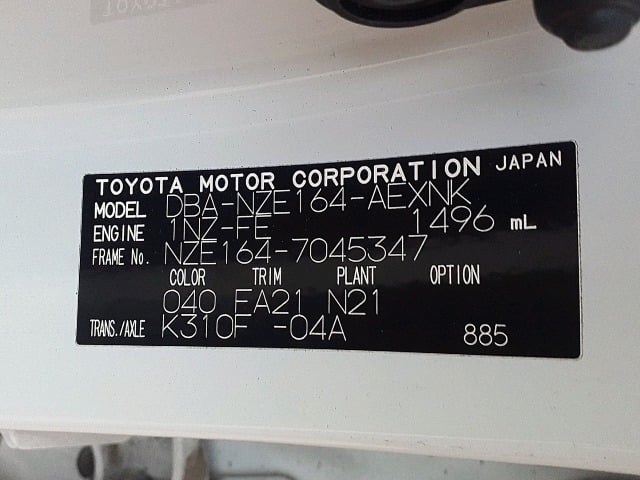 TOYOTA MOTOR CORPORATION JAPAN
MODEL DBA-NZE164-AEXNK
ENGINE 1NZ-FE 1496 mL
FRAME No. NZE164-7045347
COLOR TRIM PLANT OPTION
040 EA21 N21
TRANS./AXLE K310F -04A 885